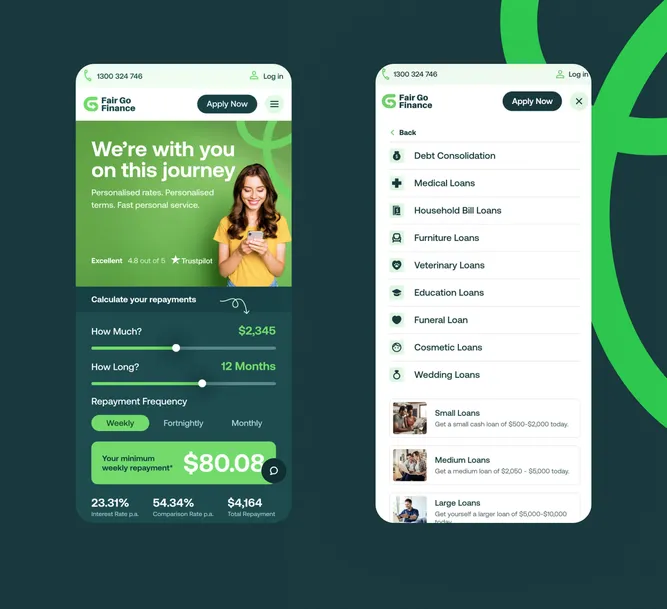 1300 324 746
Log in
Fair Go
Finance
Apply Now
We're with you
on this journey
Personalised rates. Personalised
terms. Fast personal service.
Excellent 4.8 out of 5 Trustpilot
Calculate your repayments
How Much? $2,345
How Long? 12 Months
Repayment Frequency
Weekly Fortnightly Monthly
Your minimum
weekly repayment*
$80.08
23.31% 54.34% $4,164
Interest Rate p.a. Comparison Rate p.a. Total Repayment
1300 324 746
Log in
Fair Go
Finance
Apply Now
Back
Debt Consolidation
Medical Loans
Household Bill Loans
Furniture Loans
Veterinary Loans
Education Loans
Funeral Loan
Cosmetic Loans
Wedding Loans
Small Loans
Get a small cash loan of $500-$2,000 today.
Medium Loans
Get a medium loan of $2,050 - $5,000 today.
Large Loans
Get yourself a larger loan of $5,000-$10,000
today.